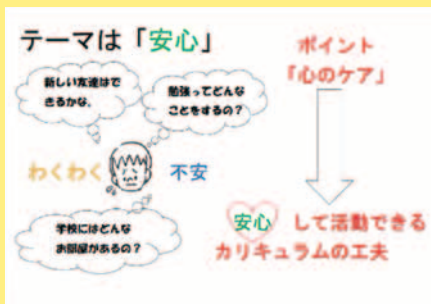 テーマは「安心」
新しい友達はで
きるかな。
勉強ってどんな
ことをするの？
わくわく
不安
学校にはどんな
お部屋があるの？
ポイント
「心のケア」
安心 して活動できる
カリキュラムの工夫